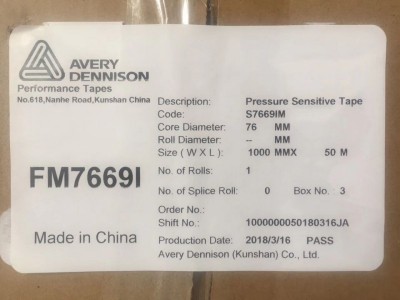 AVERY
DENNISON
Performance Tapes
No.618,Nanhe Road,Kunshan China
Description: Pressure Sensitive Tape
Code: S7669IM
Core Diameter: 76 MM
Roll Diameter: -- MM
Size ( W X L): 1000 MMX 50 M
FM7669I
No. of Rolls: 1
No. of Splice Roll: 0 Box No. 3
Order No.:
Shift No.: 1000000050180316JA
Made in China
Production Date: 2018/3/16 PASS
Avery Dennison (Kunshan) Co., Ltd.